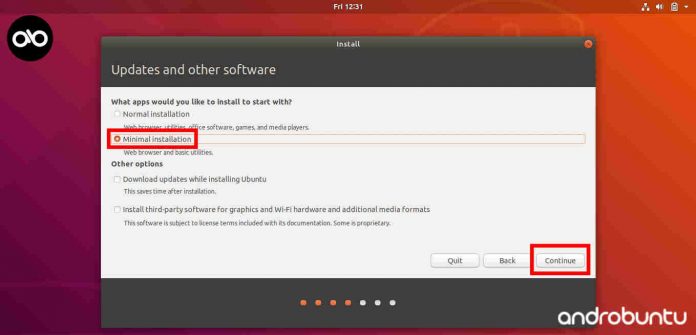 Fri 12:31
Install
Updates and other software
What apps would you like to install to start with?
Normal installation
Web browser, utilities, office software, games, and media players.
Minimal installation
Web browser and basic utilities.
Other options
Download updates while installing Ubuntu
This saves time after installation.
Install third-party software for graphics and Wi-Fi hardware and additional media formats
This software is subject to license terms included with its documentation. Some is proprietary.
Quit Back Continue
androbuntu